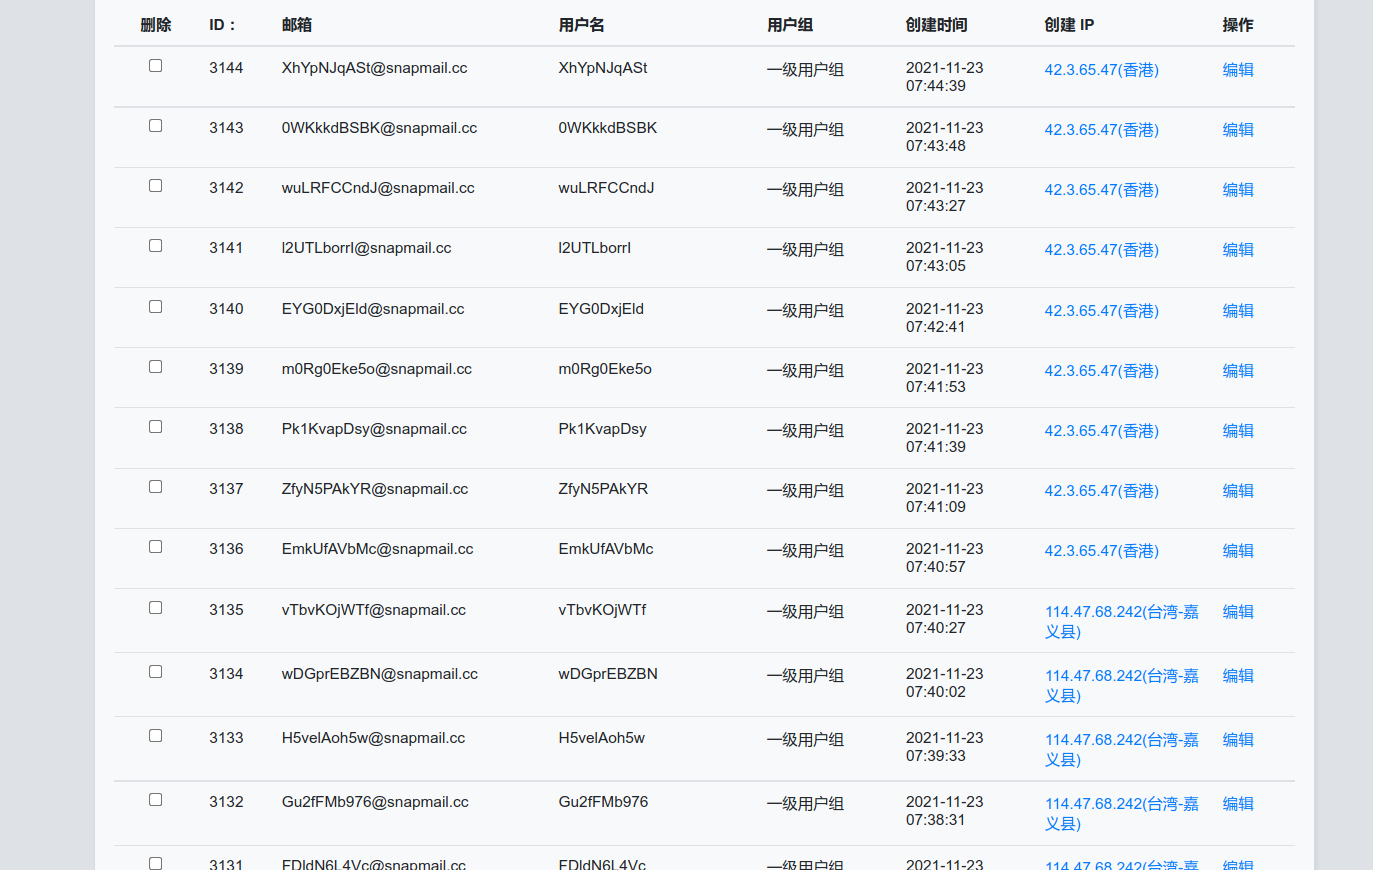 删除 ID： 邮箱 用户名 用户组 创建时间 创建 IP 操作
3144 XhYpNJqASt@snapmail.cc XhYpNJqASt 一级用户组 2021-11-23 42.3.65.47(香港) 编辑
07:44:39
3143 0WKkkdBSBK@snapmail.cc 0WKkkdBSBK 一级用户组 2021-11-23 42.3.65.47(香港) 编辑
07:43:48
3142 wuLRFCCndJ@snapmail.cc wuLRFCCndJ 一级用户组 2021-11-23 42.3.65.47(香港) 编辑
07:43:27
3141 l2UTLborrI@snapmail.cc l2UTLborrI 一级用户组 2021-11-23 42.3.65.47(香港) 编辑
07:43:05
3140 EYG0DxjEld@snapmail.cc EYG0DxjEld 一级用户组 2021-11-23 42.3.65.47(香港) 编辑
07:42:41
3139 m0Rg0Eke5o@snapmail.cc m0Rg0Eke5o 一级用户组 2021-11-23 42.3.65.47(香港) 编辑
07:41:53
3138 Pk1KvapDsy@snapmail.cc Pk1KvapDsy 一级用户组 2021-11-23 42.3.65.47(香港) 编辑
07:41:39
3137 ZfyN5PAkYR@snapmail.cc ZfyN5PAkYR 一级用户组 2021-11-23 42.3.65.47(香港) 编辑
07:41:09
3136 EmkUfAVbMc@snapmail.cc EmkUfAVbMc 一级用户组 2021-11-23 42.3.65.47(香港) 编辑
07:40:57
3135 vTbvKOjWTf@snapmail.cc vTbvKOjWTf 一级用户组 2021-11-23 114.47.68.242(台湾-嘉 编辑
07:40:27 义县)
3134 wDGprEBZBN@snapmail.cc wDGprEBZBN 一级用户组 2021-11-23 114.47.68.242(台湾-嘉 编辑
07:40:02 义县)
3133 H5velAoh5w@snapmail.cc H5velAoh5w 一级用户组 2021-11-23 114.47.68.242(台湾-嘉 编辑
07:39:33 义县)
3132 Gu2fFMb976@snapmail.cc Gu2fFMb976 一级用户组 2021-11-23 114.47.68.242(台湾-嘉 编辑
07:38:31 义县)
3131 FDldN6L4Vc@snapmail.cc FDldN6L4Vc 一级用户组 2021-11-23 114.47.68.242(台湾-嘉 编辑